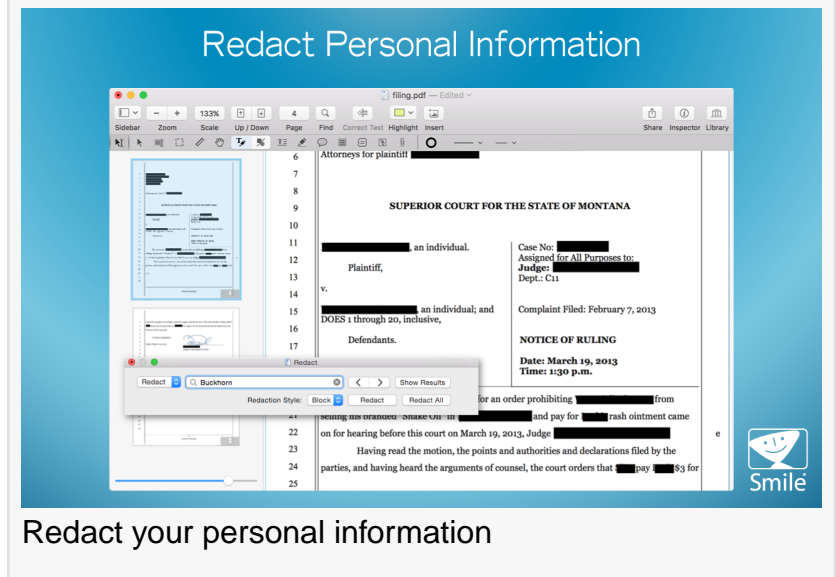 Redact Personal Information
filing.pdf — Edited
133%
4
Sidebar Zoom Scale Up / Down Page Find Correct Text Highlight Insert Share Inspector Library
6 Attorneys for plaintiff
7
8
9 SUPERIOR COURT FOR THE STATE OF MONTANA
10
11 , an individual. Case No:
12 Assigned for All Purposes to:
Plaintiff, Judge:
13 Dept.: C11
14 v.
15 , an individual; and Complaint Filed: February 7, 2013
DOES 1 through 20, inclusive,
16
17 Defendants. NOTICE OF RULING
Date: March 19, 2013
Time: 1:30 p.m.
Redact
Redact Buckhorn Show Results
Redaction Style: Block Redact Redact All
for an order prohibiting from
21 selling his branded "Snake Oil" in and pay for rash ointment came
22 on for hearing before this court on March 19, 2013, Judge e
23 Having read the motion, the points and authorities and declarations filed by the
24 parties, and having heard the arguments of counsel, the court orders that pay $3 for
25
Smile
Redact your personal information